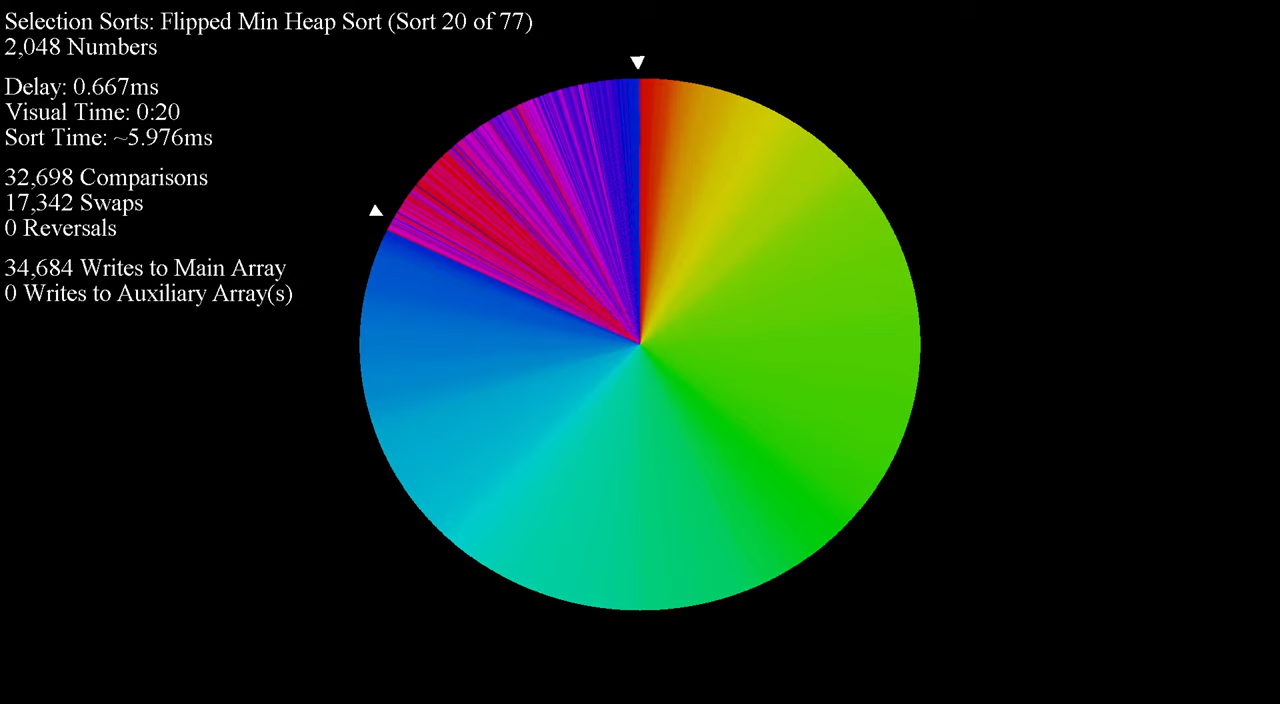 Selection Sorts: Flipped Min Heap Sort (Sort 20 of 77)
2,048 Numbers
Delay: 0.667ms
Visual Time: 0:20
Sort Time: ~5.976ms
32,698 Comparisons
17,342 Swaps
0 Reversals
34,684 Writes to Main Array
0 Writes to Auxiliary Array(s)